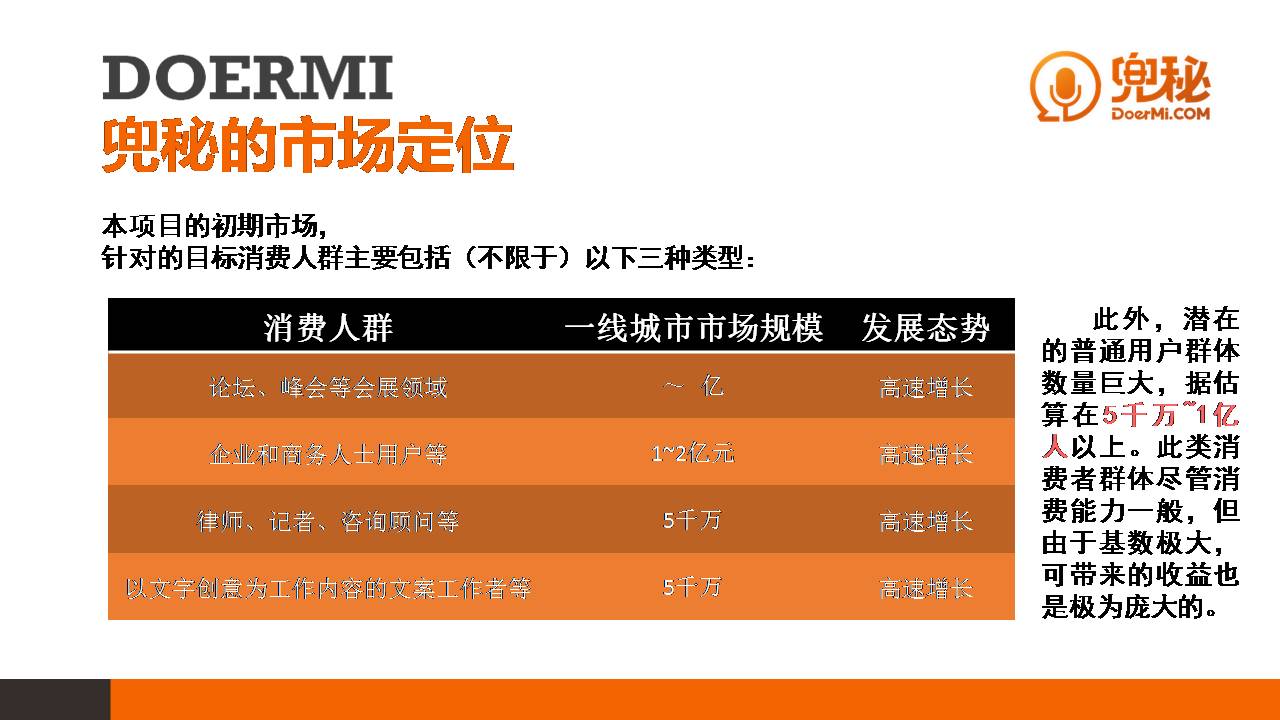 DOERMI
兜秘的市场定位
兜秘
DoerMi.COM
本项目的初期市场，
针对的目标消费人群主要包括（不限于）以下三种类型：
消费人群 一线城市市场规模 发展态势
论坛、峰会等会展领域 ～ 亿 高速增长
企业和商务人士用户等 1~2亿元 高速增长
律师、记者、咨询顾问等 5千万 高速增长
以文字创意为工作内容的文案工作者等 5千万 高速增长
此外，潜在
的普通用户群体
数量巨大，据估
算在5千万~1亿
人以上。此类消
费者群体尽管消
费能力一般，但
由于基数极大，
可带来的收益也
是极为庞大的。